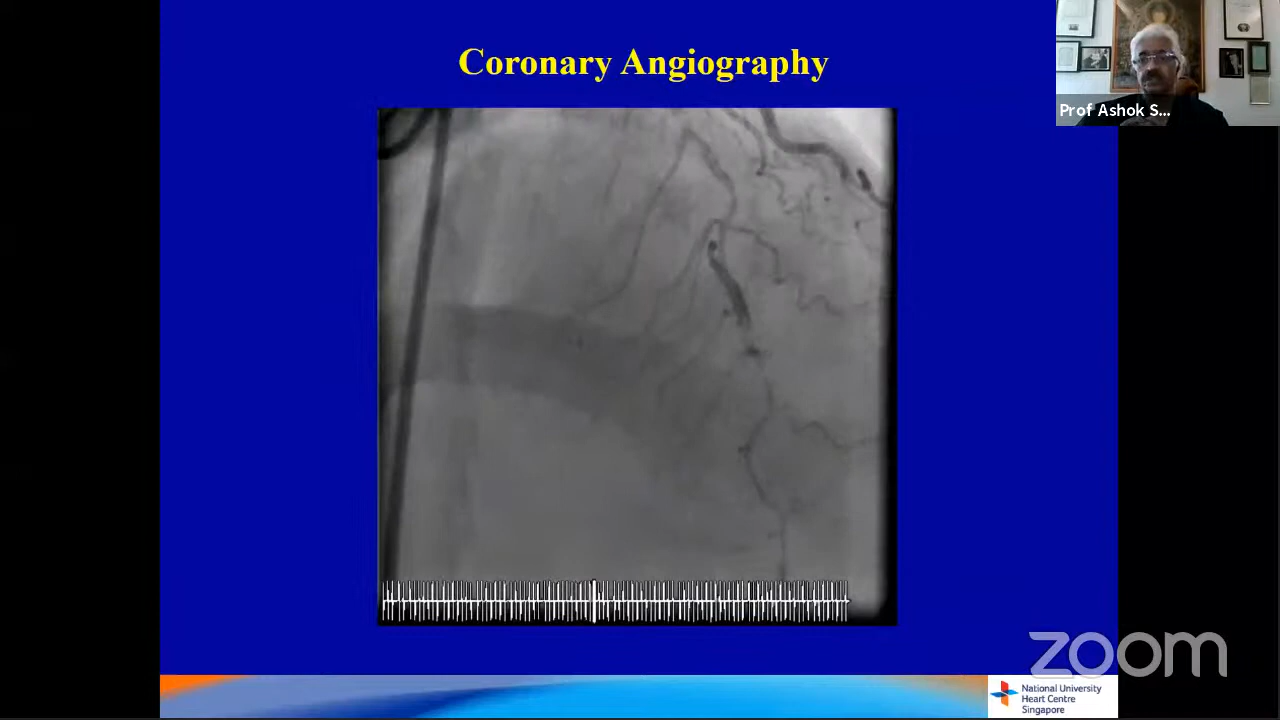 Coronary Angiography
Prof Ashok S...
zoom
National University
Heart Centre
Singapore